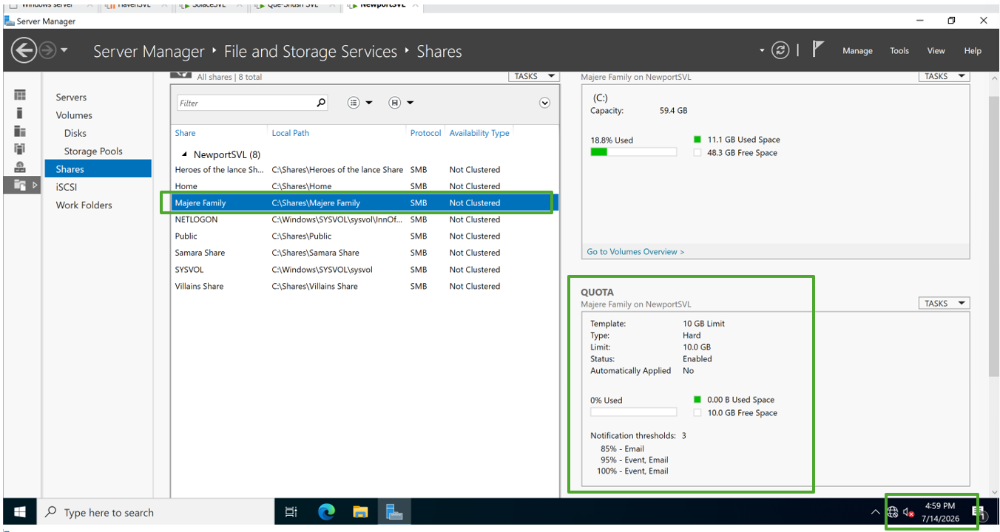 Windows server
HavenSVL
SolaceSVL
Que-Shush SVL
NewportSVL
Server Manager
Server Manager ‣ File and Storage Services ‣ Shares
Manage Tools View Help
Servers
Volumes
Disks
Storage Pools
Shares
iSCSI
Work Folders
All shares | 8 total
TASKS
Filter
Share Local Path Protocol Availability Type
NewportSVL (8)
Heroes of the lance Sh... C:\Shares\Heroes of the lance Share SMB Not Clustered
Home C:\Shares\Home SMB Not Clustered
Majere Family C:\Shares\Majere Family SMB Not Clustered
NETLOGON C:\Windows\SYSVOL\sysvol\InnOf... SMB Not Clustered
Public C:\Shares\Public SMB Not Clustered
Samara Share C:\Shares\Samara Share SMB Not Clustered
SYSVOL C:\Windows\SYSVOL\sysvol SMB Not Clustered
Villains Share C:\Shares\Villains Share SMB Not Clustered
Majere Family on NewportSVL
TASKS
(C:)
Capacity: 59.4 GB
18.8% Used
11.1 GB Used Space
48.3 GB Free Space
Go to Volumes Overview >
QUOTA
Majere Family on NewportSVL
TASKS
Template: 10 GB Limit
Type: Hard
Limit: 10.0 GB
Status: Enabled
Automatically Applied No
0% Used
0.00 B Used Space
10.0 GB Free Space
Notification thresholds: 3
85% - Email
95% - Event, Email
100% - Event, Email
Type here to search
4:59 PM
7/14/2026
1